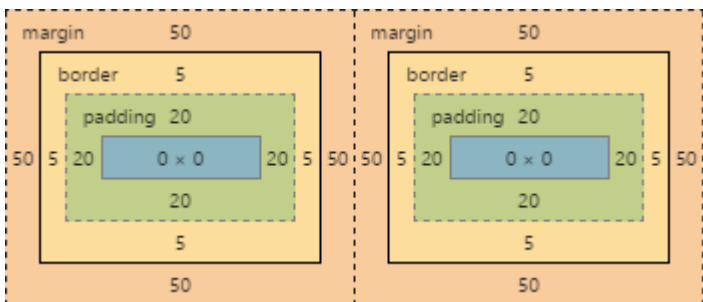 margin 50 margin 50
border 5 border 5
padding 20 padding 20
50 5 20 0 × 0 20 5 50 50 5 20 0 × 0 20 5 50
20 20
5 5
50 50